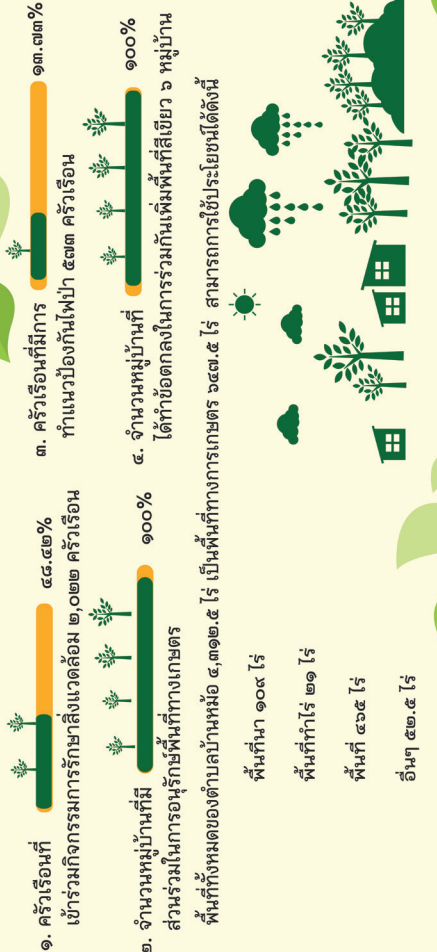 ๑. ครัวเรือนที่ ๔๘.๔๒%
เข้าร่วมกิจกรรมการรักษาสิ่งแวดล้อม ๒,๐๒๒ ครัวเรือน
๒. จำนวนหมู่บ้านที่มี ๑๐๐%
ส่วนร่วมในการอนุรักษ์พื้นที่ทางเกษตร
๓. ครัวเรือนที่มีการ ๑๓.๗๓%
ทำแนวป้องกันไฟป่า ๕๗๓ ครัวเรือน
๔. จำนวนหมู่บ้านที่ ๑๐๐%
ได้ทำข้อตกลงในการร่วมกันเพิ่มพื้นที่สีเขียว ๖ หมู่บ้าน
พื้นที่ทั้งหมดของตำบลบ้านหม้อ ๔,๓๑๒.๕ ไร่ เป็นพื้นที่ทางการเกษตร ๖๔๗.๕ ไร่ สามารถการใช้ประโยชน์ได้ดังนี้
พื้นที่นา ๑๐๙ ไร่
พื้นที่ทำไร่ ๒๑ ไร่
พื้นที่ ๔๖๕ ไร่
อื่นๆ ๕๒.๕ ไร่